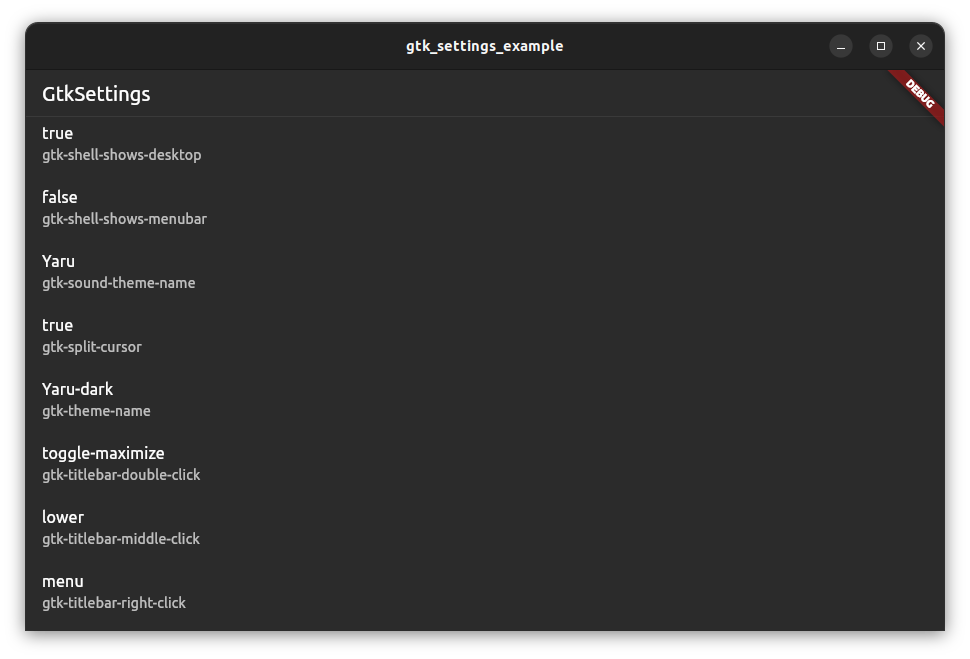 gtk_settings_example
GtkSettings
DEBUG
true
gtk-shell-shows-desktop
false
gtk-shell-shows-menubar
Yaru
gtk-sound-theme-name
true
gtk-split-cursor
Yaru-dark
gtk-theme-name
toggle-maximize
gtk-titlebar-double-click
lower
gtk-titlebar-middle-click
menu
gtk-titlebar-right-click